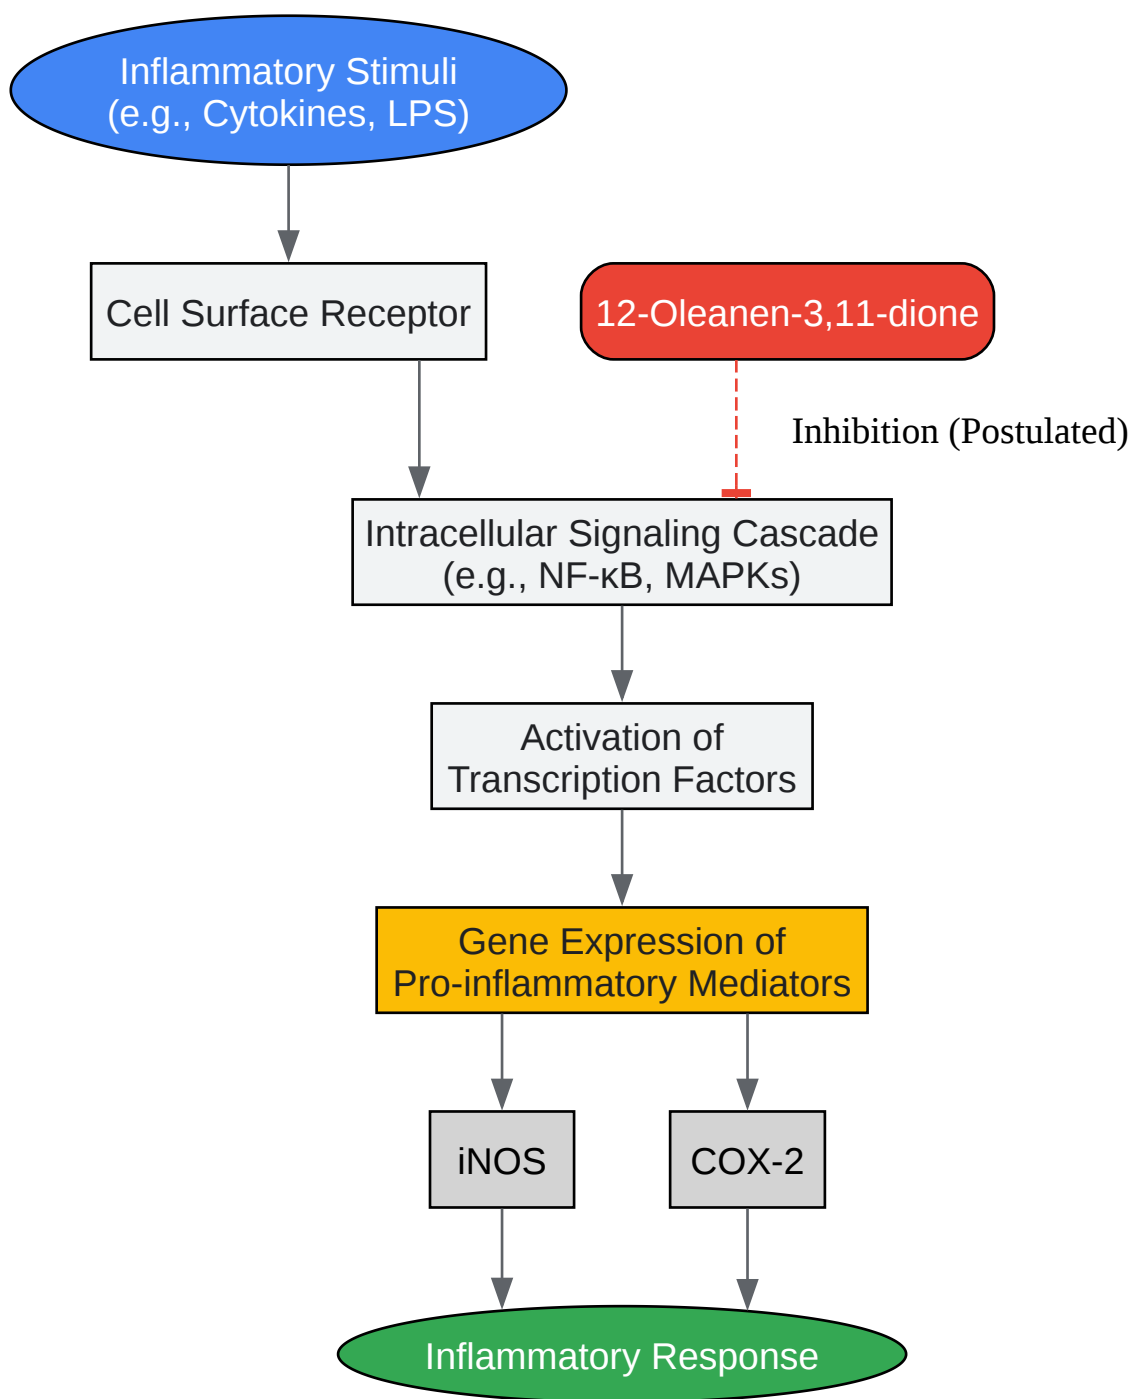 Inflammatory Stimuli
(e.g., Cytokines, LPS)
Cell Surface Receptor
12-Oleanen-3,11-dione
Inhibition (Postulated)
Intracellular Signaling Cascade
(e.g., NF-κB, MAPKs)
Activation of
Transcription Factors
Gene Expression of
Pro-inflammatory Mediators
iNOS
COX-2
Inflammatory Response